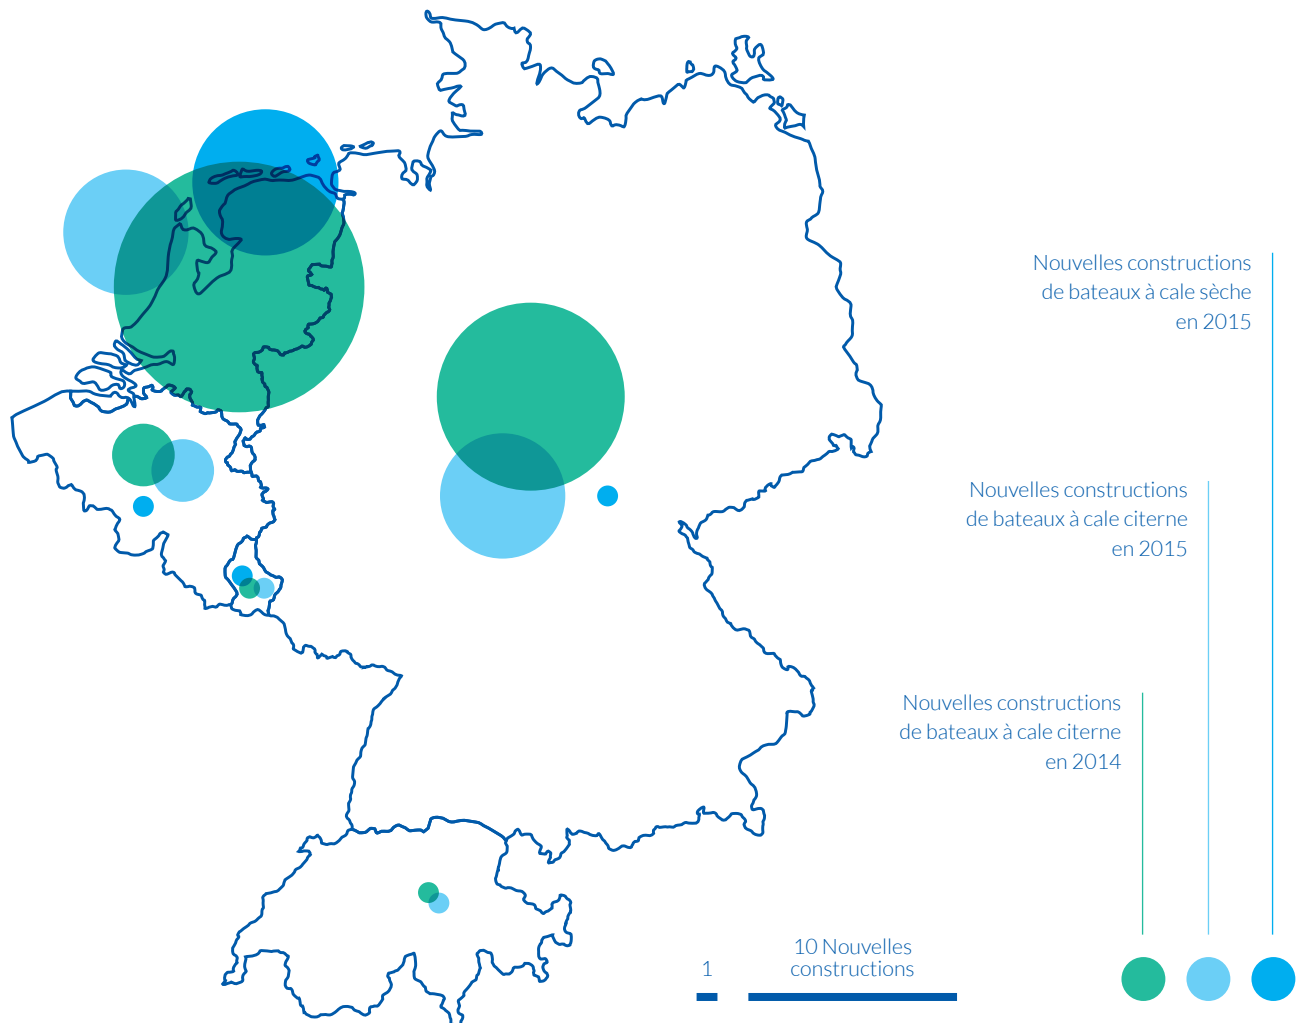 Nouvelles constructions
de bateaux à cale sèche
en 2015
Nouvelles constructions
de bateaux à cale citerne
en 2015
Nouvelles constructions
de bateaux à cale citerne
en 2014
1
10 Nouvelles
constructions